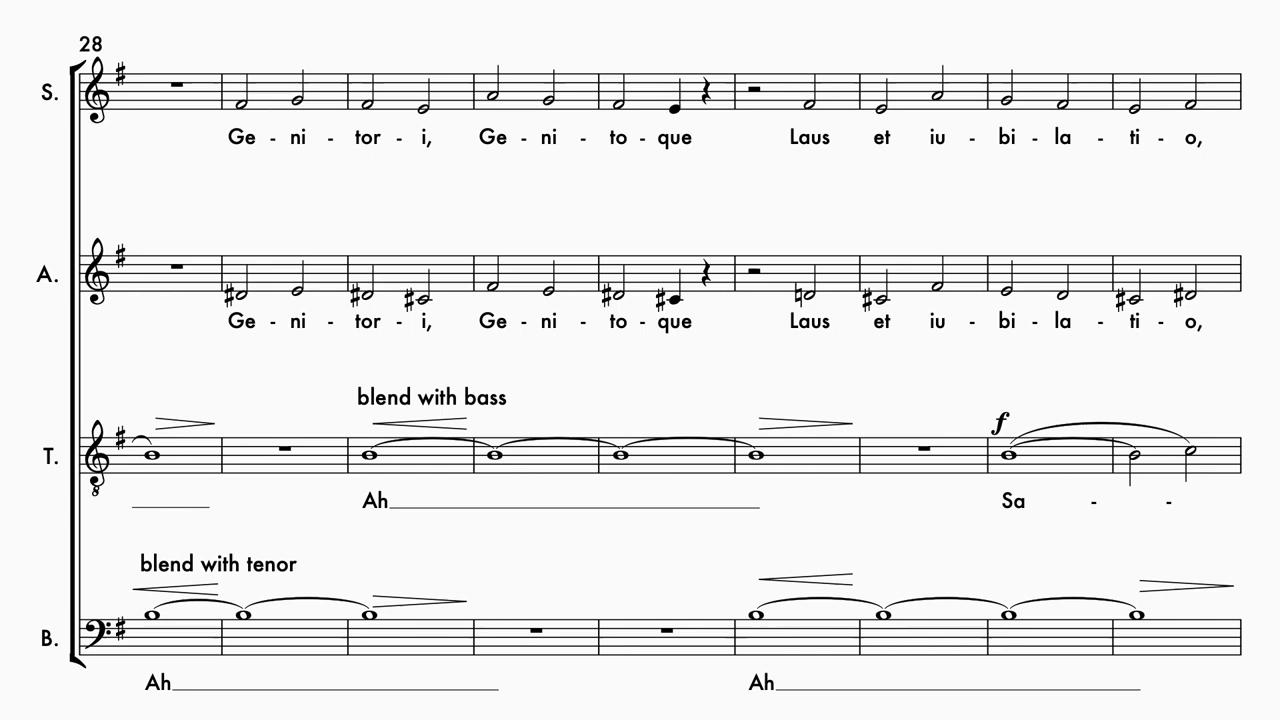 28
S.
Ge - ni - tor - i, Ge - ni - to - que Laus et iu - bi - la - ti - o,
A.
Ge - ni - tor - i, Ge - ni - to - que Laus et iu - bi - la - ti - o,
blend with bass
f
T.
8
Ah Sa - -
blend with tenor
B.
Ah Ah